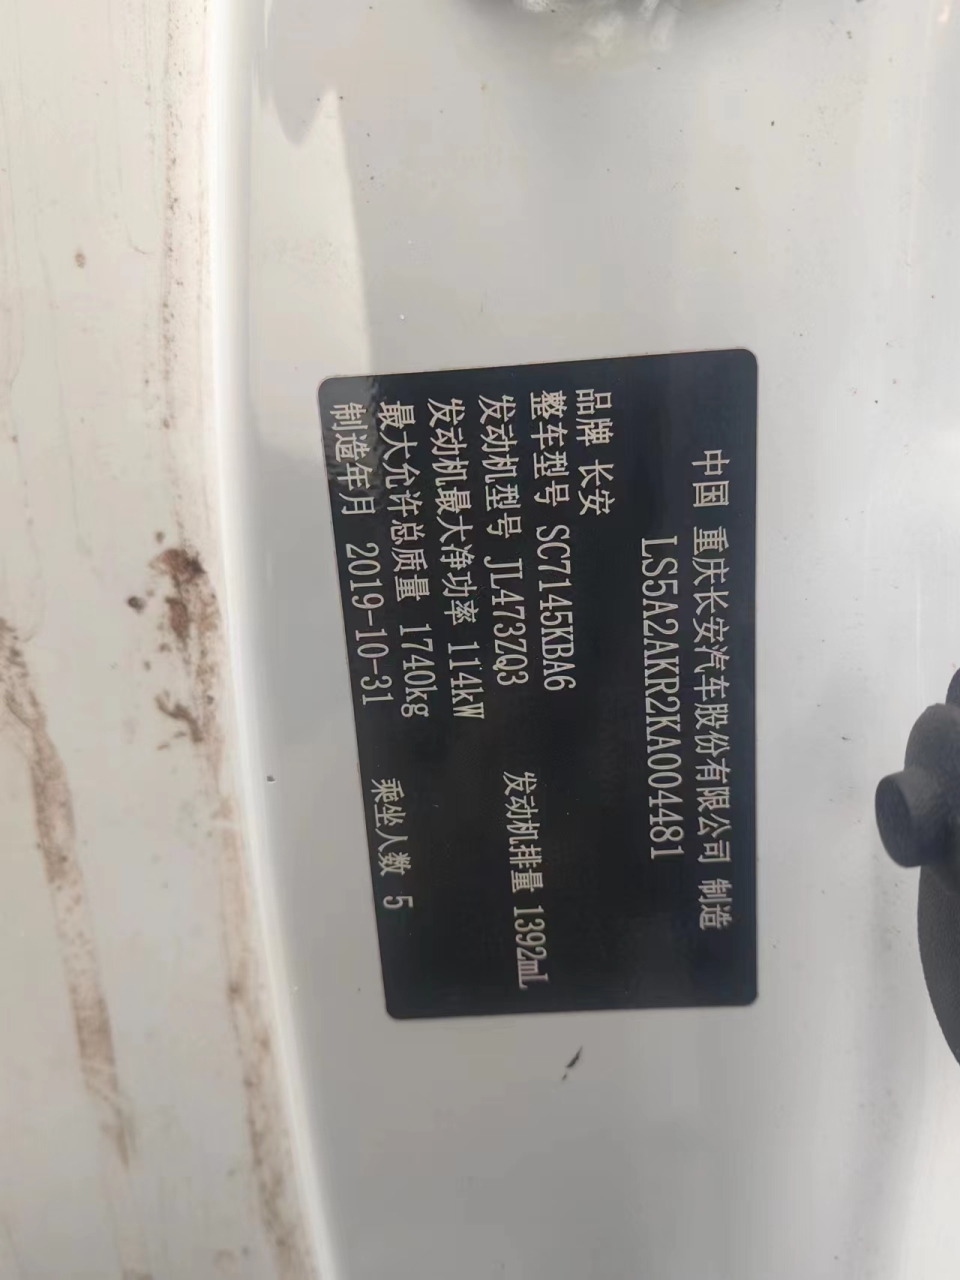 中国 重庆长安汽车股份有限公司 制造
LS5A2AKR2KA004481
品牌 长安
整车型号 SC7145KBA6
发动机型号 JL473ZQ3 发动机排量 1392mL
发动机最大净功率 114kW
最大允许总质量 1740kg
制造年月 2019-10-31 乘坐人数 5